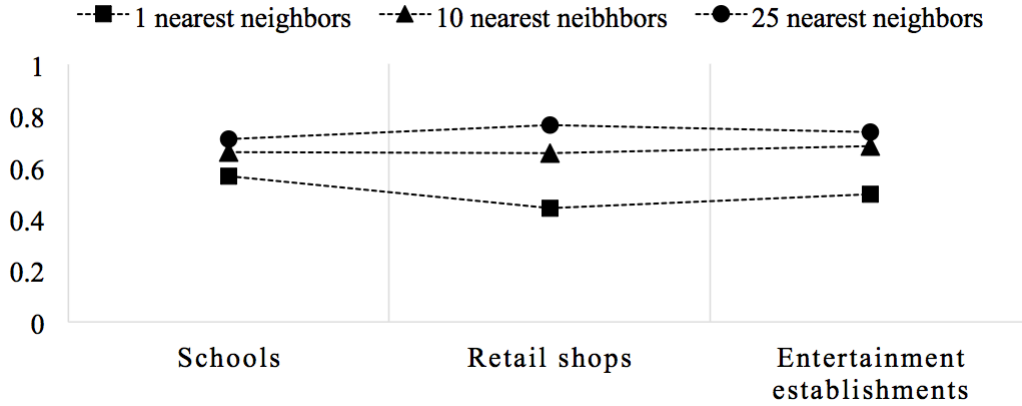 1 nearest neighbors 10 nearest neibhbors 25 nearest neighbors
1
0.8
0.6
0.4
0.2
0
Schools Retail shops Entertainment
establishments